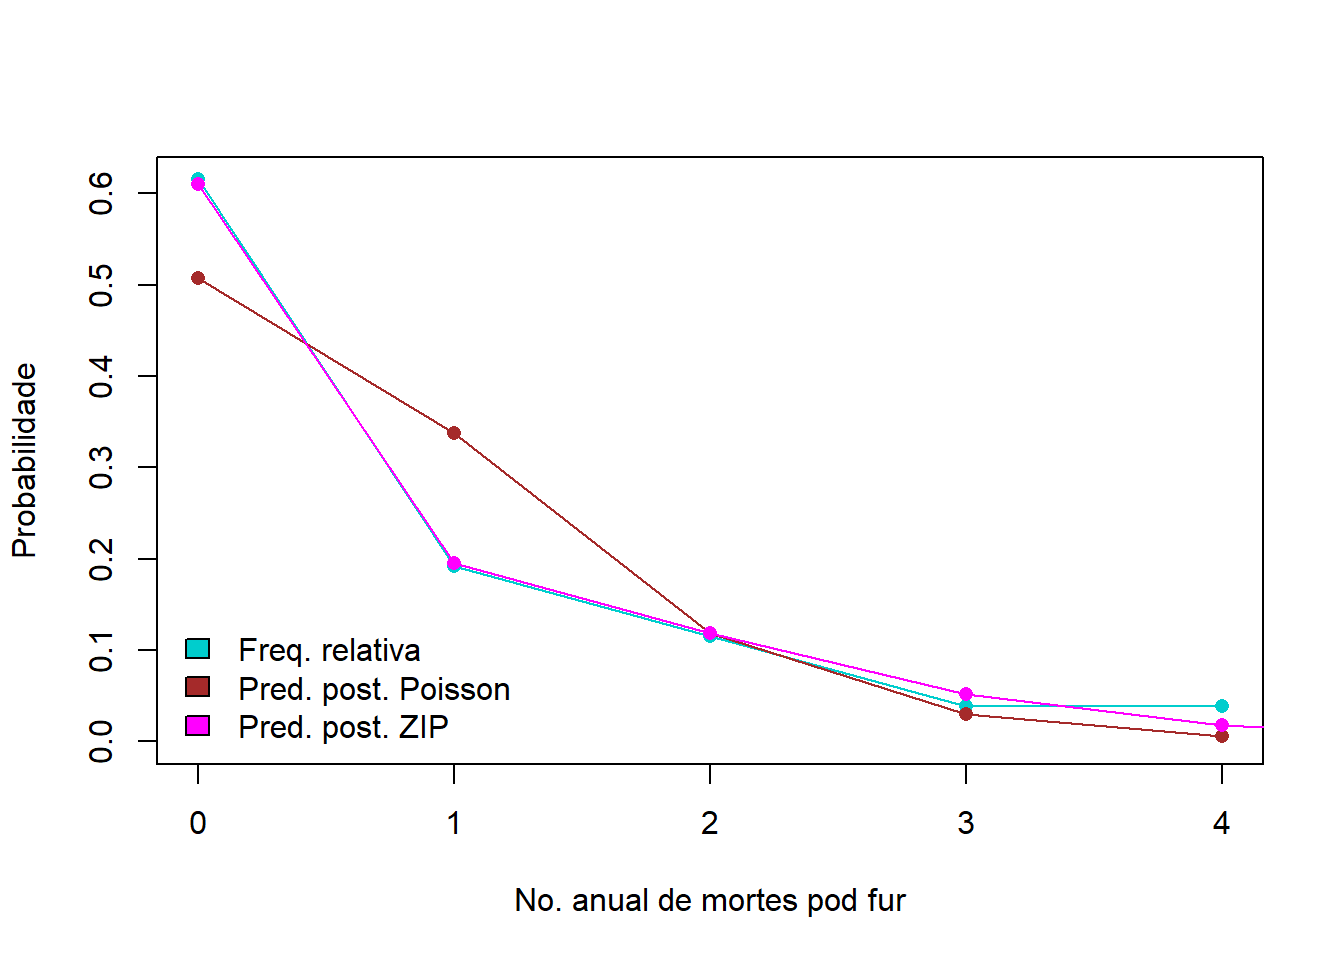 Probabilidade
0.6
0.5
0.4
0.3
0.2
0.1
0.0
Freq. relativa
Pred. post. Poisson
Pred. post. ZIP
0 1 2 3 4
No. anual de mortes pod fur